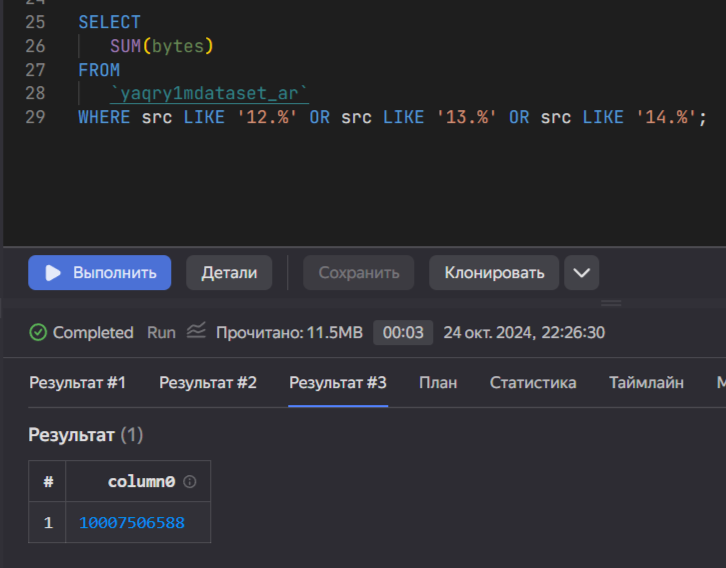 24
25 SELECT
26 SUM(bytes)
27 FROM
28 `yaqry1mdataset_ar`
29 WHERE src LIKE '12.%' OR src LIKE '13.%' OR src LIKE '14.%';
Выполнить Детали Сохранить Клонировать
Completed Run Прочитано: 11.5MB 00:03 24 окт. 2024, 22:26:30
Результат #1 Результат #2 Результат #3 План Статистика Таймлайн
Результат (1)
# column0
1 10007506588